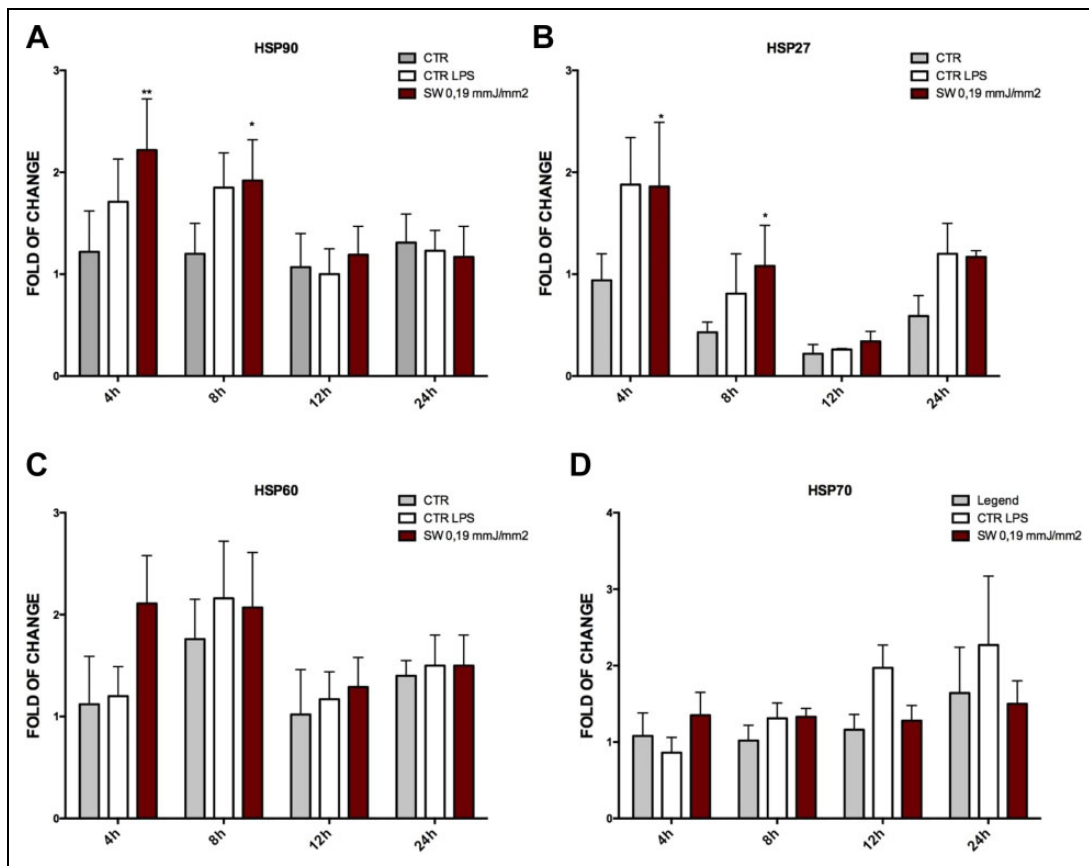 A
HSP90
CTR
CTR LPS
SW 0,19 mmJ/mm2
FOLD OF CHANGE
3
2
1
0
**
*
4h
8h
12h
24h
B
HSP27
CTR
CTR LPS
SW 0,19 mmJ/mm2
FOLD OF CHANGE
3
2
1
0
*
*
4h
8h
12h
24h
C
HSP60
CTR
CTR LPS
SW 0,19 mmJ/mm2
FOLD OF CHANGE
3
2
1
0
4h
8h
12h
24h
D
HSP70
Legend
CTR LPS
SW 0,19 mmJ/mm2
FOLD OF CHANGE
4
3
2
1
0
4h
8h
12h
24h